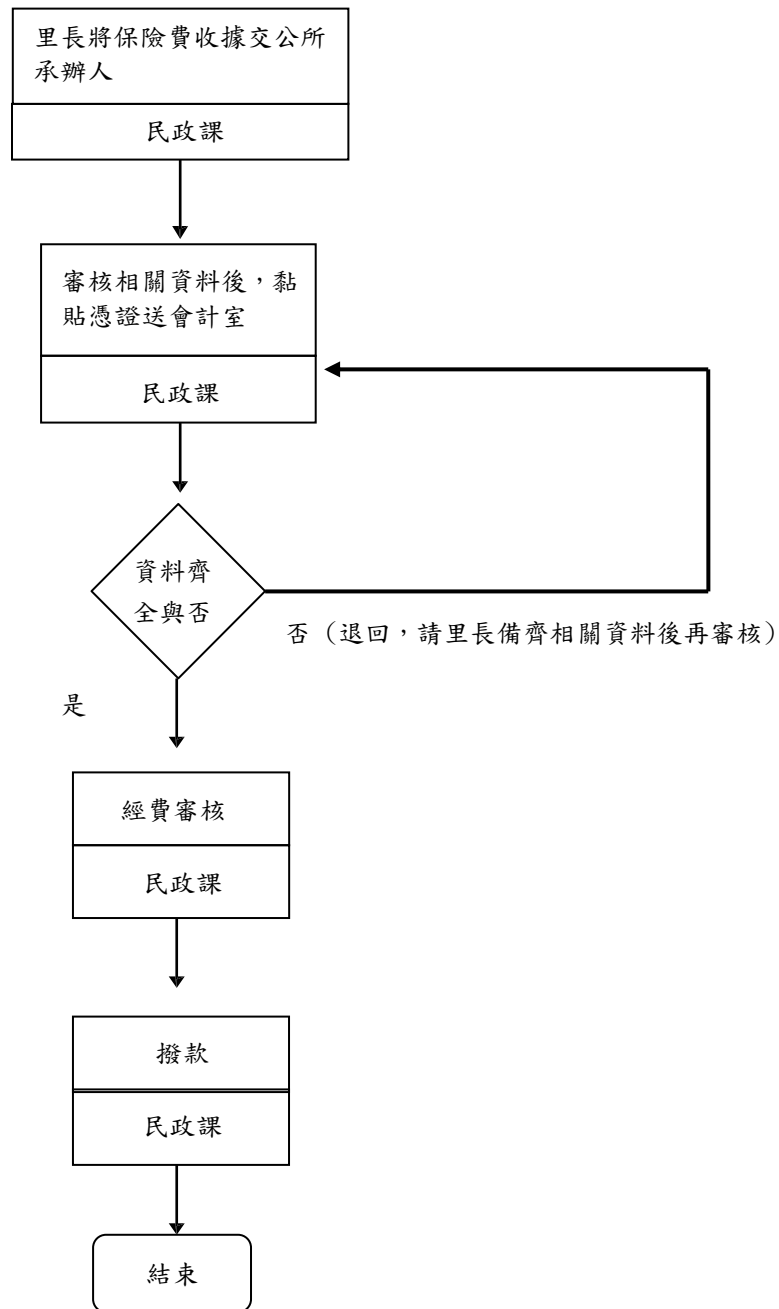 里長將保險費收據交公所
承辦人
民政課
審核相關資料後，黏
貼憑證送會計室
民政課
資料齊
全與否
否（退回，請里長備齊相關資料後再審核）
是
經費審核
民政課
撥款
民政課
結束